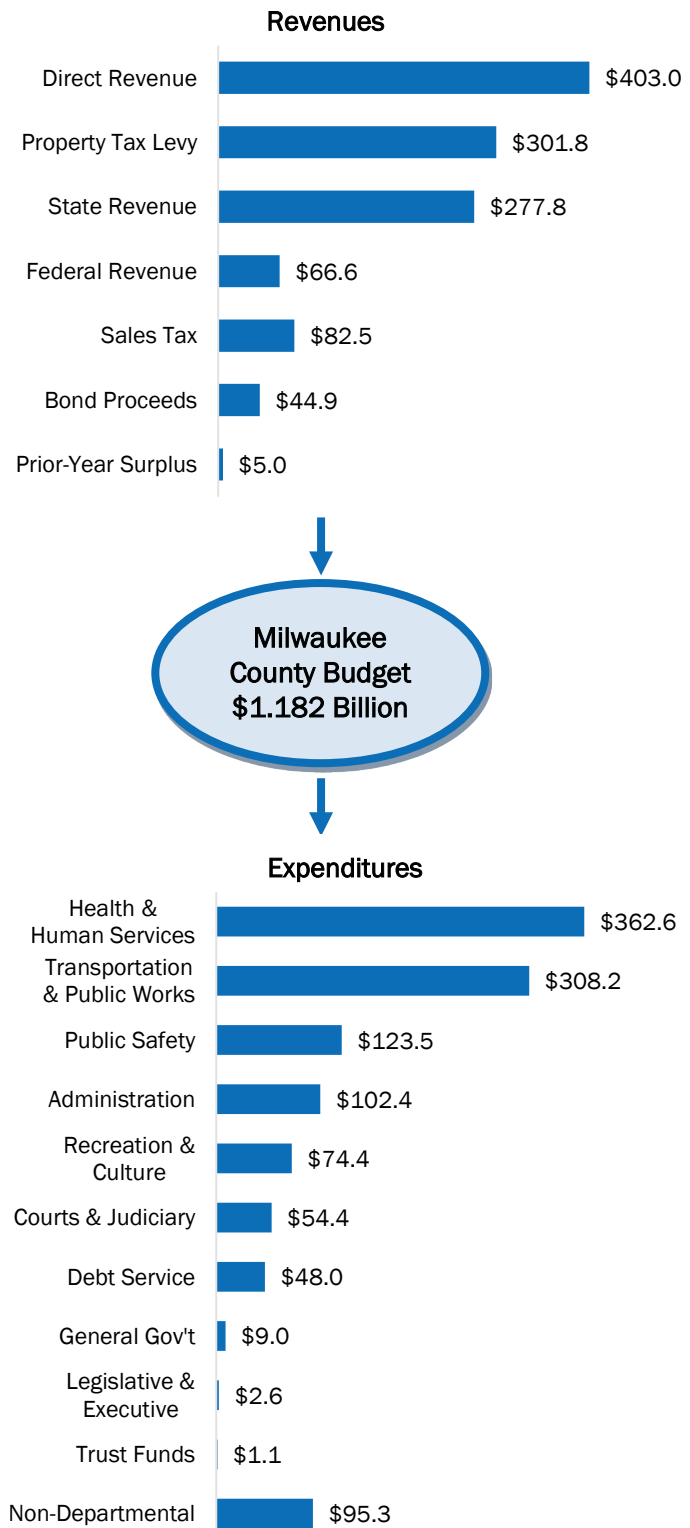 Revenues
Direct Revenue $403.0
Property Tax Levy $301.8
State Revenue $277.8
Federal Revenue $66.6
Sales Tax $82.5
Bond Proceeds $44.9
Prior-Year Surplus $5.0
Milwaukee
County Budget
$1.182 Billion
Expenditures
Health &
Human Services $362.6
Transportation
& Public Works $308.2
Public Safety $123.5
Administration $102.4
Recreation &
Culture $74.4
Courts & Judiciary $54.4
Debt Service $48.0
General Gov't $9.0
Legislative &
Executive $2.6
Trust Funds $1.1
Non-Departmental $95.3